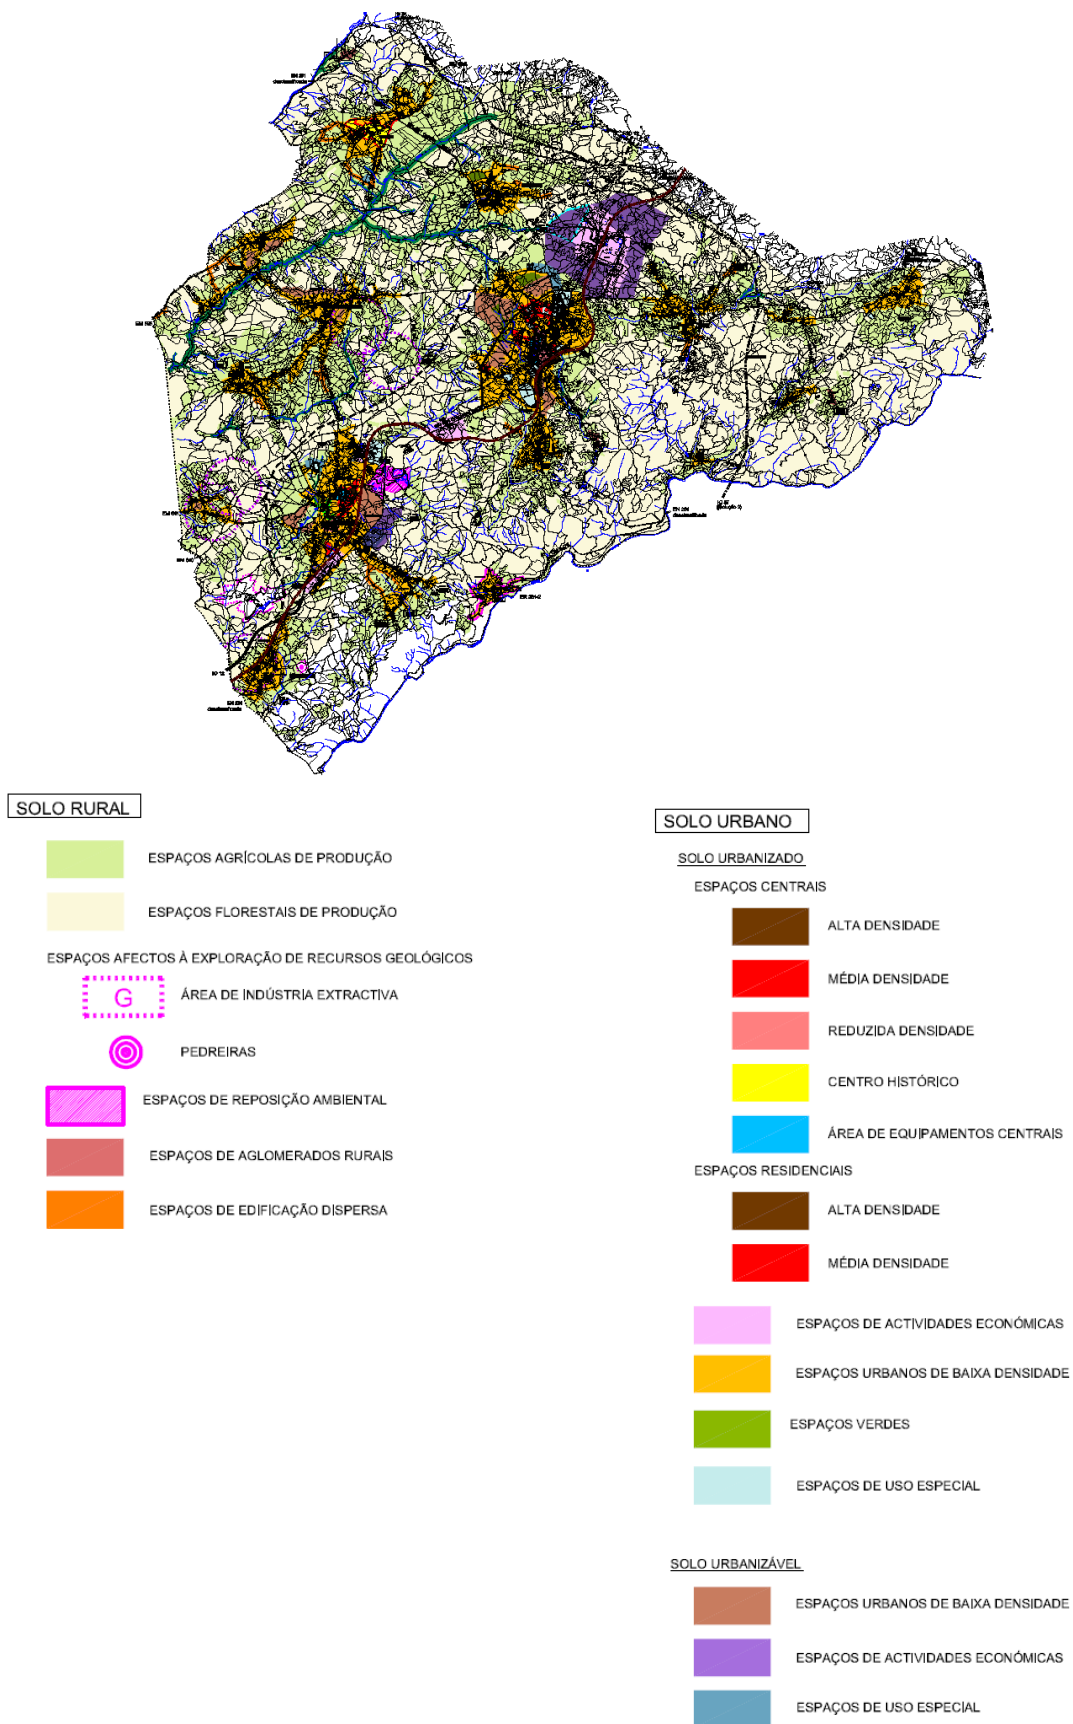 EN 281-2
SOLO RURAL
ESPAÇOS AGRÍCOLAS DE PRODUÇÃO
ESPAÇOS FLORESTAIS DE PRODUÇÃO
ESPAÇOS AFECTOS À EXPLORAÇÃO DE RECURSOS GEOLÓGICOS
G
ÁREA DE INDÚSTRIA EXTRACTIVA
PEDREIRAS
ESPAÇOS DE REPOSIÇÃO AMBIENTAL
ESPAÇOS DE AGLOMERADOS RURAIS
ESPAÇOS DE EDIFICAÇÃO DISPERSA
SOLO URBANO
SOLO URBANIZADO
ESPAÇOS CENTRAIS
ALTA DENSIDADE
MÉDIA DENSIDADE
REDUZIDA DENSIDADE
CENTRO HISTÓRICO
ÁREA DE EQUIPAMENTOS CENTRAIS
ESPAÇOS RESIDENCIAIS
ALTA DENSIDADE
MÉDIA DENSIDADE
ESPAÇOS DE ACTIVIDADES ECONÓMICAS
ESPAÇOS URBANOS DE BAIXA DENSIDADE
ESPAÇOS VERDES
ESPAÇOS DE USO ESPECIAL
SOLO URBANIZÁVEL
ESPAÇOS URBANOS DE BAIXA DENSIDADE
ESPAÇOS DE ACTIVIDADES ECONÓMICAS
ESPAÇOS DE USO ESPECIAL